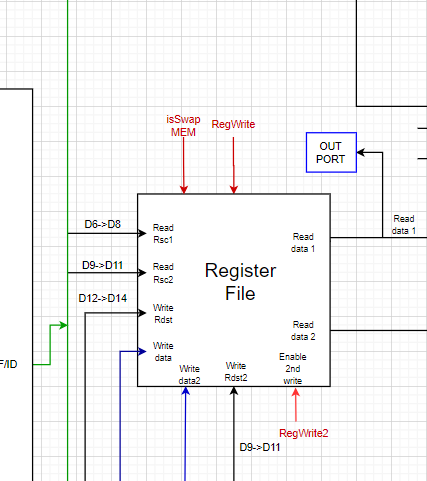 isSwap
MEM
RegWrite
OUT
PORT
D6->D8
Read
Rsc1
Read
data 1
Read
data 1
D9->D11
Read
Rsc2
Register
File
D12->D14
Write
Rdst
Read
data 2
Write
data
Write
data2
Write
Rdst2
Enable
2nd
write
F/ID
RegWrite2
D9->D11